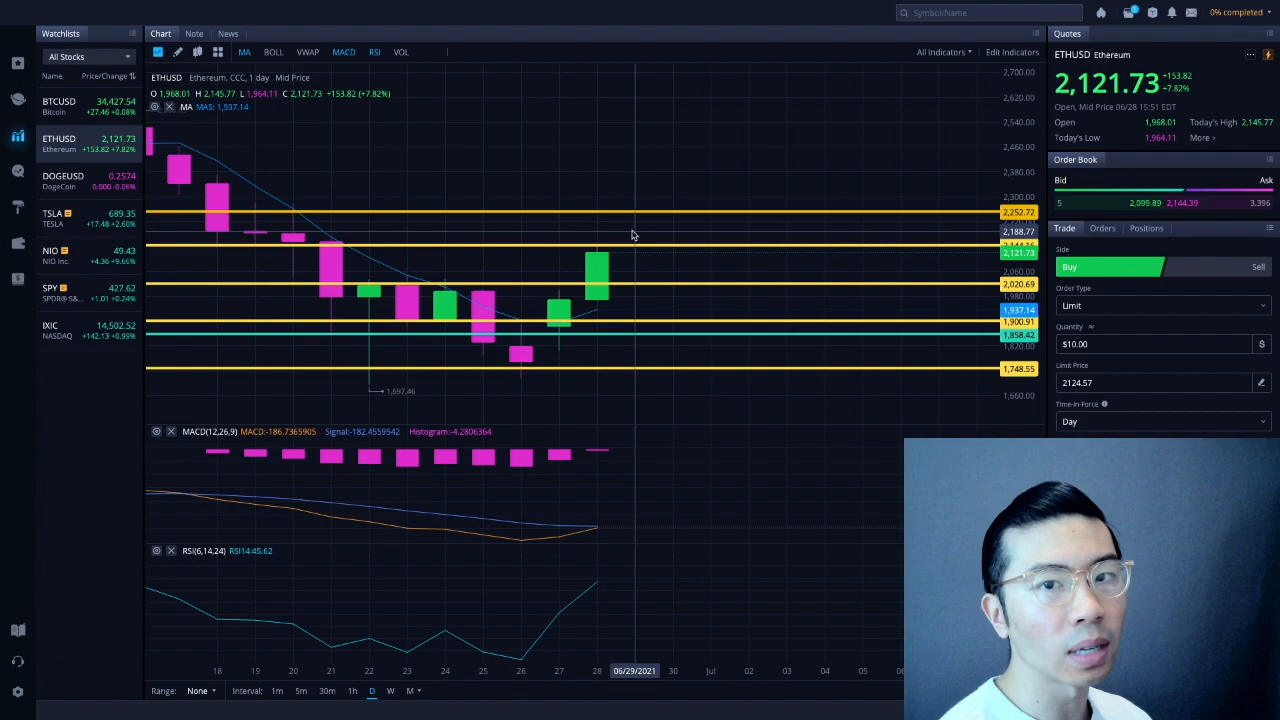 Symbol/Name
1
0% completed
Watchlists
Chart Note News
Quotes
All Stocks
MA BOLL VWAP MACD RSI VOL
All Indicators Edit Indicators
ETHUSD Ethereum
Name Price/Change
ETHUSD Ethereum, CCC, 1 day Mid Price
2,121.73 +153.82
+7.82%
O 1,968.01 H 2,145.77 L 1,964.11 C 2,121.73 +153.82 (+7.82%)
MA MA5: 1,937.14
BTCUSD 34,427.54
Bitcoin +27.46 +0.08%
ETHUSD 2,121.73
Ethereum +153.82 +7.82%
DOGEUSD 0.2574
DogeCoin 0.000 -0.06%
TSLA 689.35
TESLA +17.48 +2.60%
NIO 49.43
NIO Inc. +4.36 +9.66%
SPY 427.62
SPDR® S&... +1.01 +0.24%
IXIC 14,502.52
NASDAQ +142.13 +0.99%
2,700.00
2,620.00
2,540.00
2,460.00
2,380.00
2,300.00
2,252.72
2,188.77
2,121.73
2,060.00
2,020.69
1,980.00
1,937.14
1,900.91
1,858.42
1,820.00
1,748.55
1,660.00
1,697.46
Open, Mid Price 06/28 15:51 EDT
Open 1,968.01 Today's High 2,145.77
Today's Low 1,964.11 More >
Order Book
Bid Ask
5 2,099.89 2,144.39 3.396
Trade Orders Positions
Side
Buy Sell
Order Type
Limit
Quantity ≈
$10.00 $
Limit Price
2124.57
Time-in-Force
Day
MACD(12,26,9) MACD:-186.7365905 Signal:-182.4559542 Histogram:-4.2806364
RSI(6,14,24) RSI14:45.62
18 19 20 21 22 23 24 25 26 27 28 06/29/2021 30 Jul 02 03 04 05
Range: None Interval: 1m 5m 30m 1h D W M